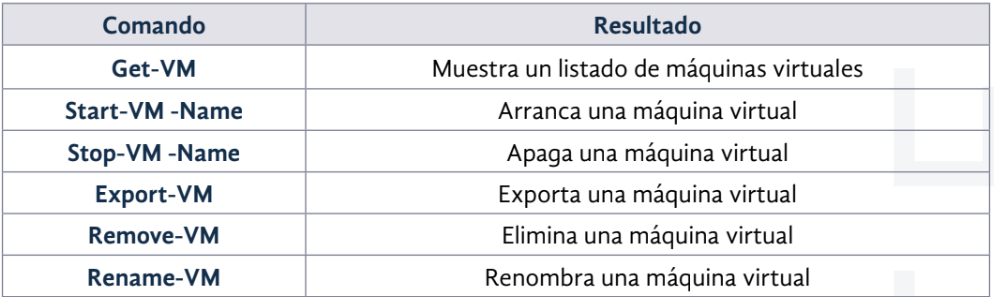 Comando Resultado
Get-VM Muestra un listado de máquinas virtuales
Start-VM -Name Arranca una máquina virtual
Stop-VM -Name Apaga una máquina virtual
Export-VM Exporta una máquina virtual
Remove-VM Elimina una máquina virtual
Rename-VM Renombra una máquina virtual